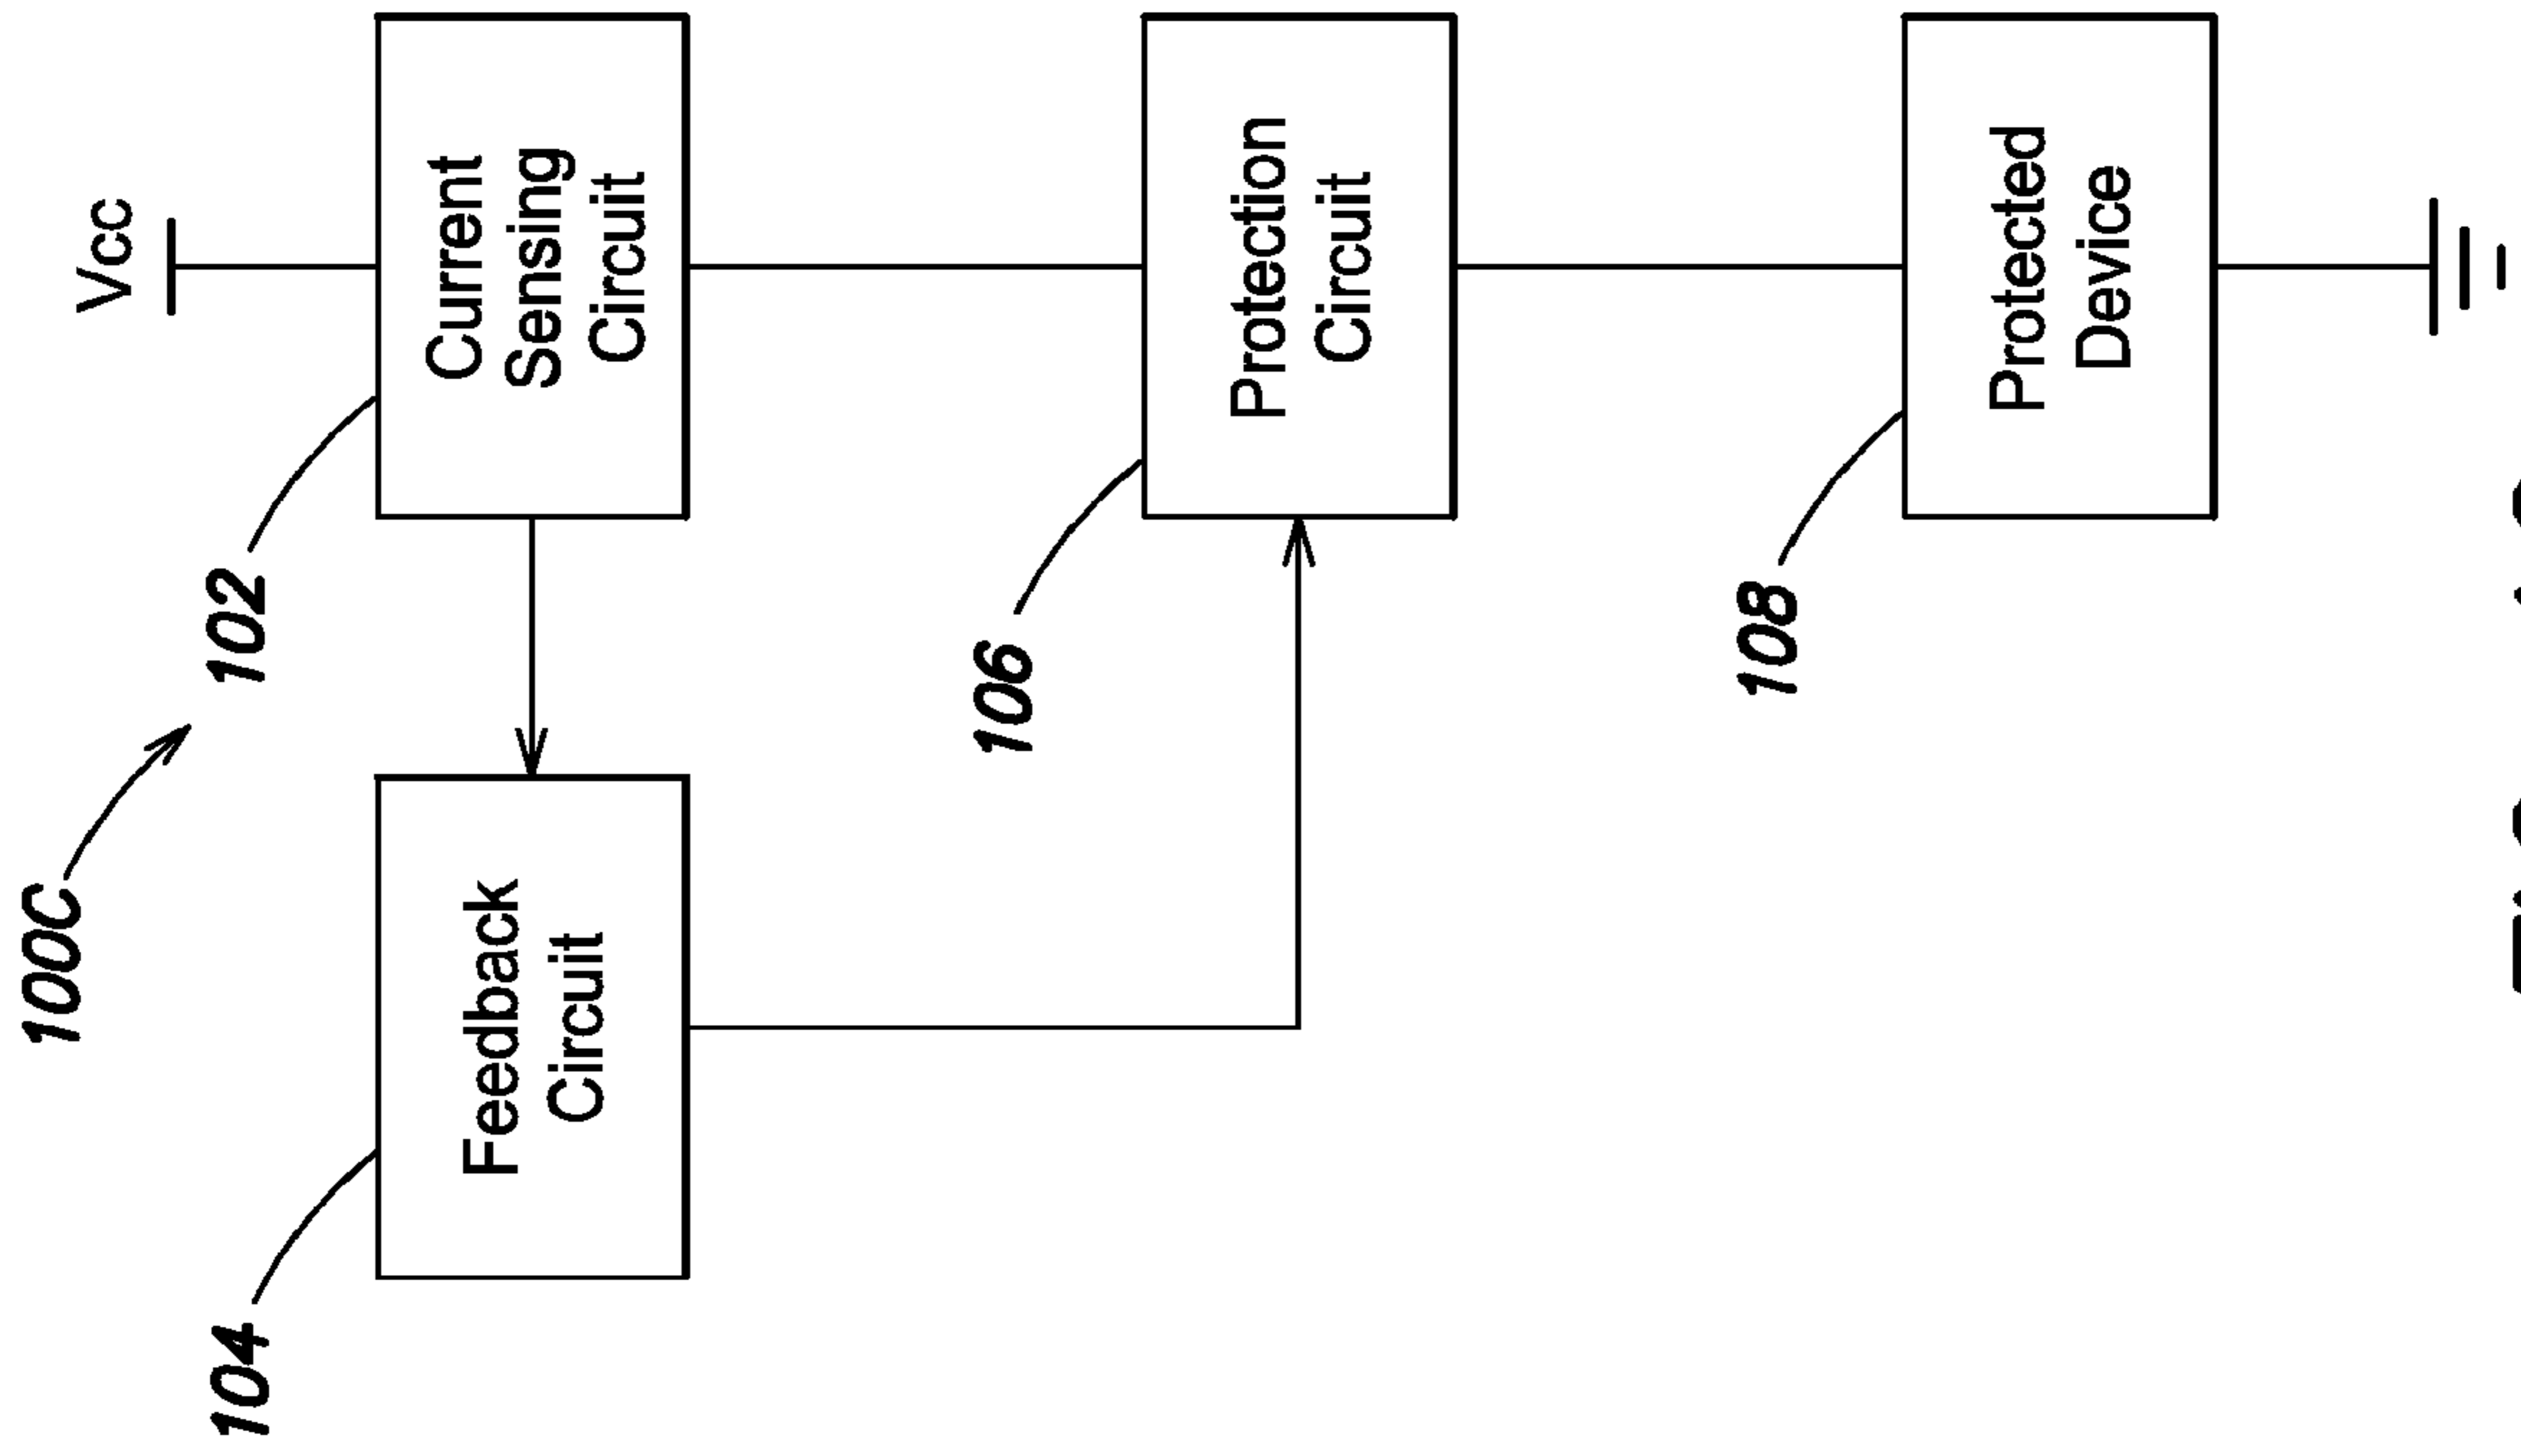 100C
Vcc
104
102
Feedback
Circuit
Current
Sensing
Circuit
106
Protection
Circuit
108
Protected
Device